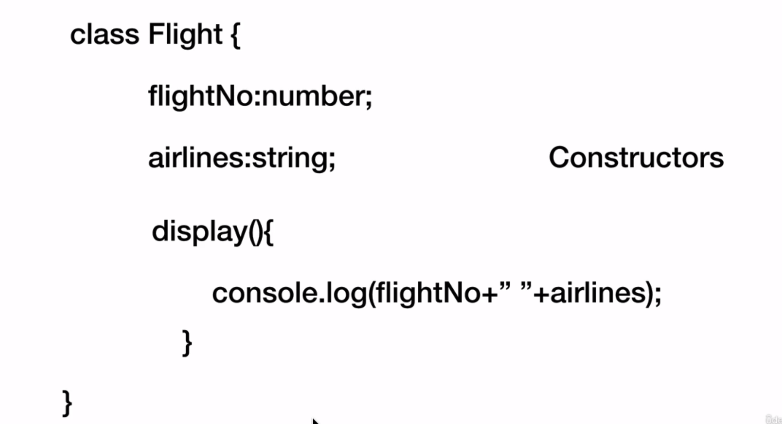 class Flight {
flightNo:number;
airlines:string;
Constructors
display(){
console.log(flightNo+” ”+airlines);
}
}